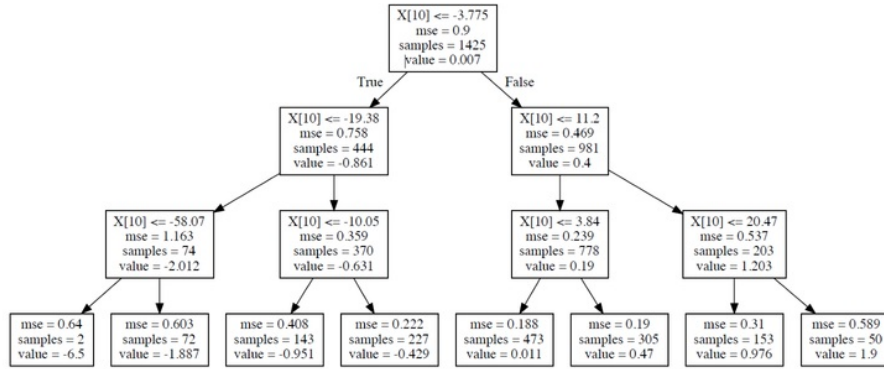 X[10] <= -3.775
mse = 0.9
samples = 1425
value = 0.007
True
False
X[10] <= -19.38
mse = 0.758
samples = 444
value = -0.861
X[10] <= 11.2
mse = 0.469
samples = 981
value = 0.4
X[10] <= -58.07
mse = 1.163
samples = 74
value = -2.012
X[10] <= -10.05
mse = 0.359
samples = 370
value = -0.631
X[10] <= 3.84
mse = 0.239
samples = 778
value = 0.19
X[10] <= 20.47
mse = 0.537
samples = 203
value = 1.203
mse = 0.64
samples = 2
value = -6.5
mse = 0.603
samples = 72
value = -1.887
mse = 0.408
samples = 143
value = -0.951
mse = 0.222
samples = 227
value = -0.429
mse = 0.188
samples = 473
value = 0.011
mse = 0.19
samples = 305
value = 0.47
mse = 0.31
samples = 153
value = 0.976
mse = 0.589
samples = 50
value = 1.9